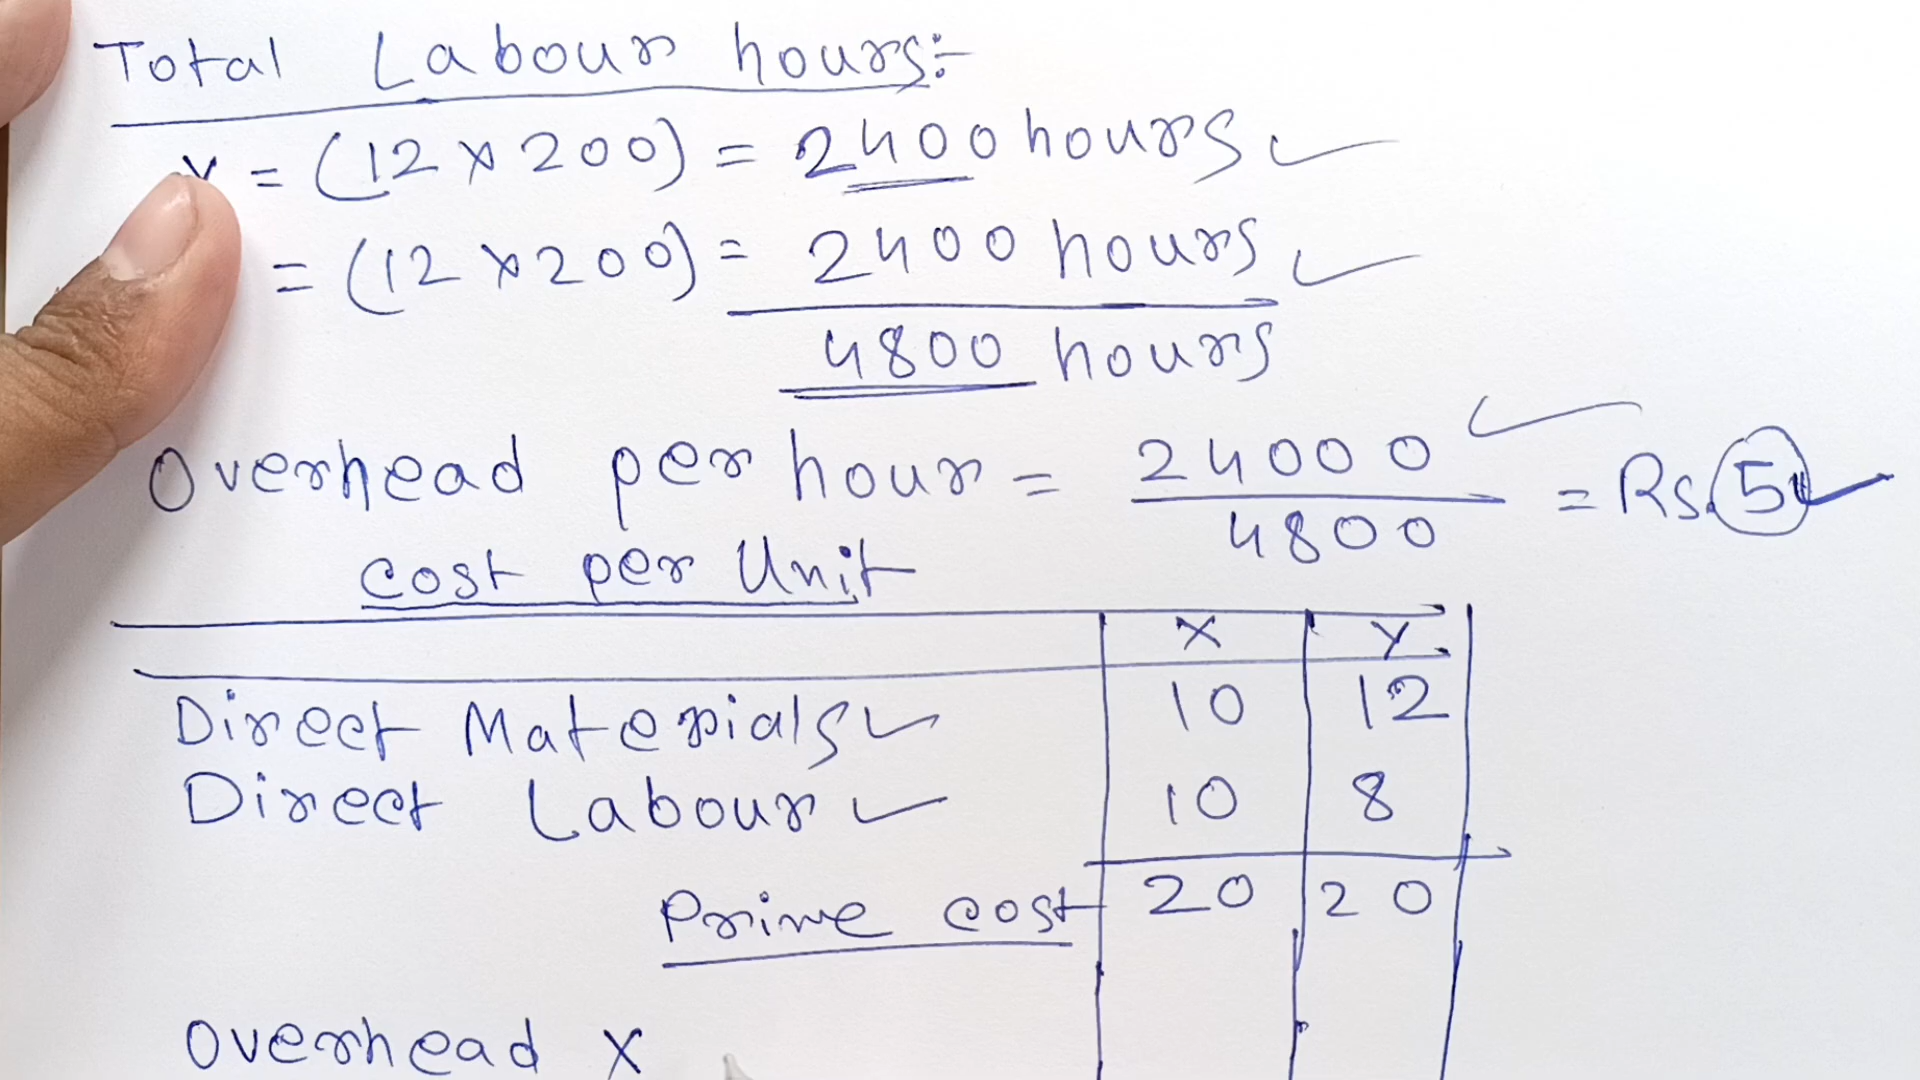 Total Labour hours:-
= (12 x 200) = 2400 hours ✓
= (12 x 200) = 2400 hours ✓
4800 hours
Overhead per hour = 24000 / 4800 = Rs. 5 ✓
Cost per Unit
X Y
Direct Materials ✓ 10 12
Direct Labour ✓ 10 8
Prime cost 20 20
Overhead X